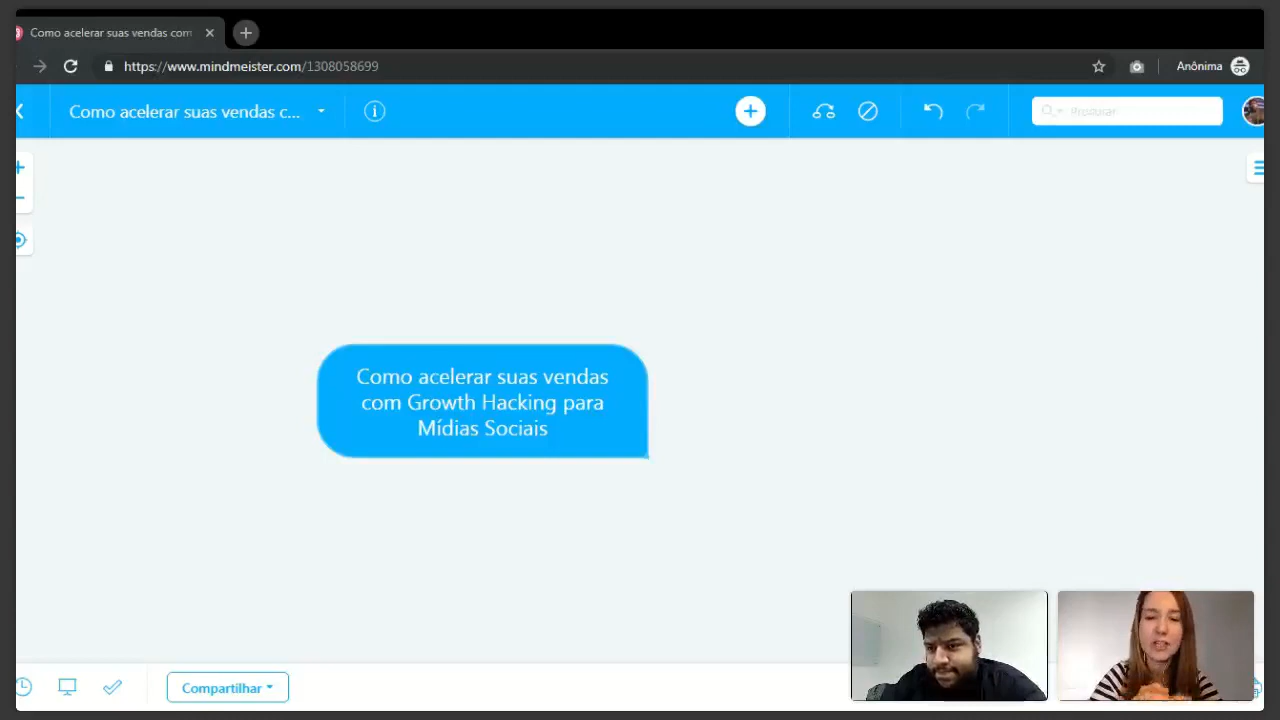 Como acelerar suas vendas com
https://www.mindmeister.com/1308058699
Anônima
Como acelerar suas vendas c...
Procurar
Como acelerar suas vendas
com Growth Hacking para
Mídias Sociais
Compartilhar